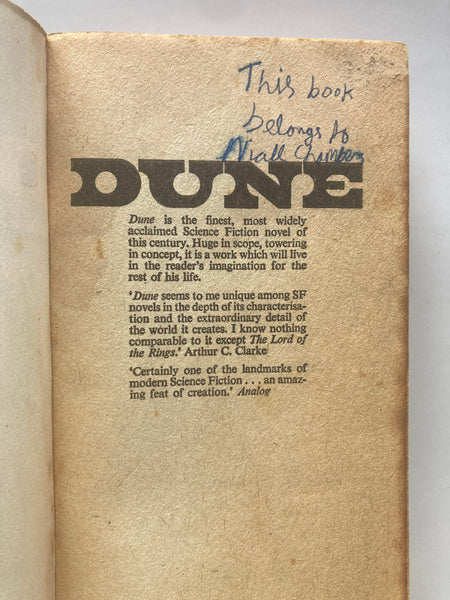 This book
belongs to
Niall Chambers
DUNE
Dune is the finest, most widely
acclaimed Science Fiction novel of
this century. Huge in scope, towering
in concept, it is a work which will live
in the reader's imagination for the
rest of his life.
'Dune seems to me unique among SF
novels in the depth of its characterisa-
tion and the extraordinary detail of
the world it creates. I know nothing
comparable to it except The Lord of
the Rings.' Arthur C. Clarke
'Certainly one of the landmarks of
modern Science Fiction . . . an amaz-
ing feat of creation.' Analog